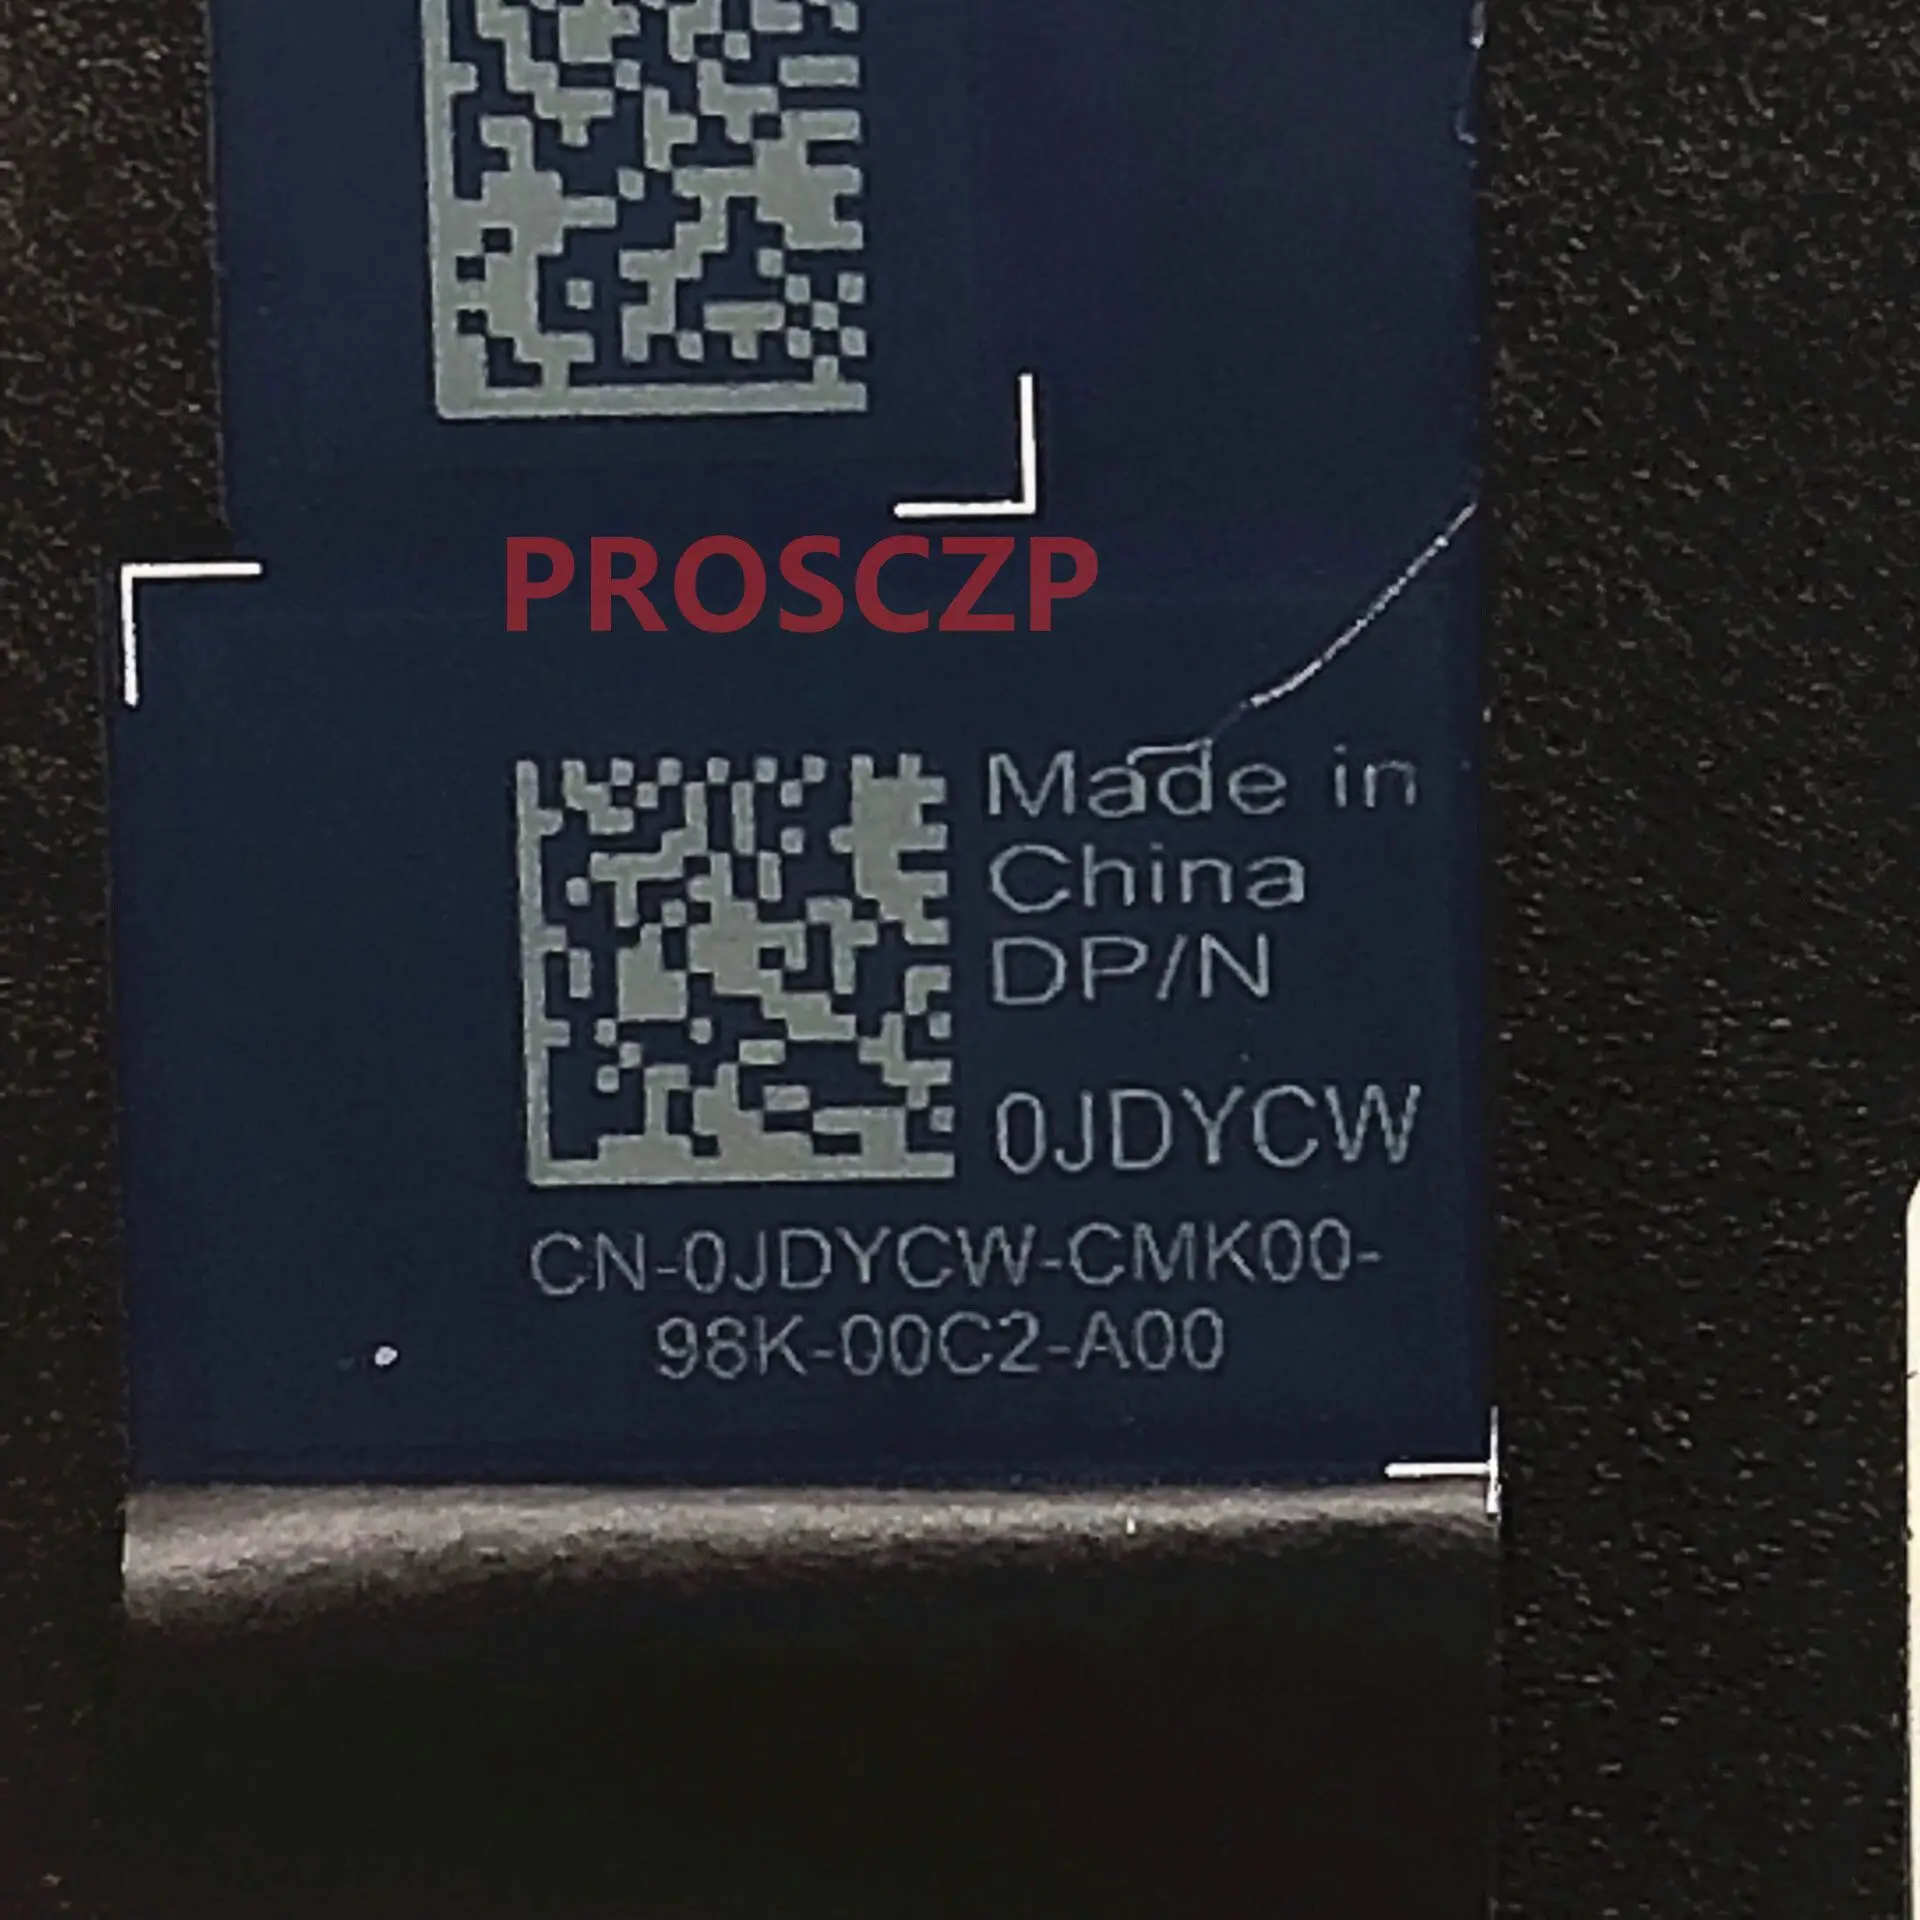 PROSCZP
Made in
China
DP/N
0JDYCW
CN-0JDYCW-CMK00-
98K-00C2-A00